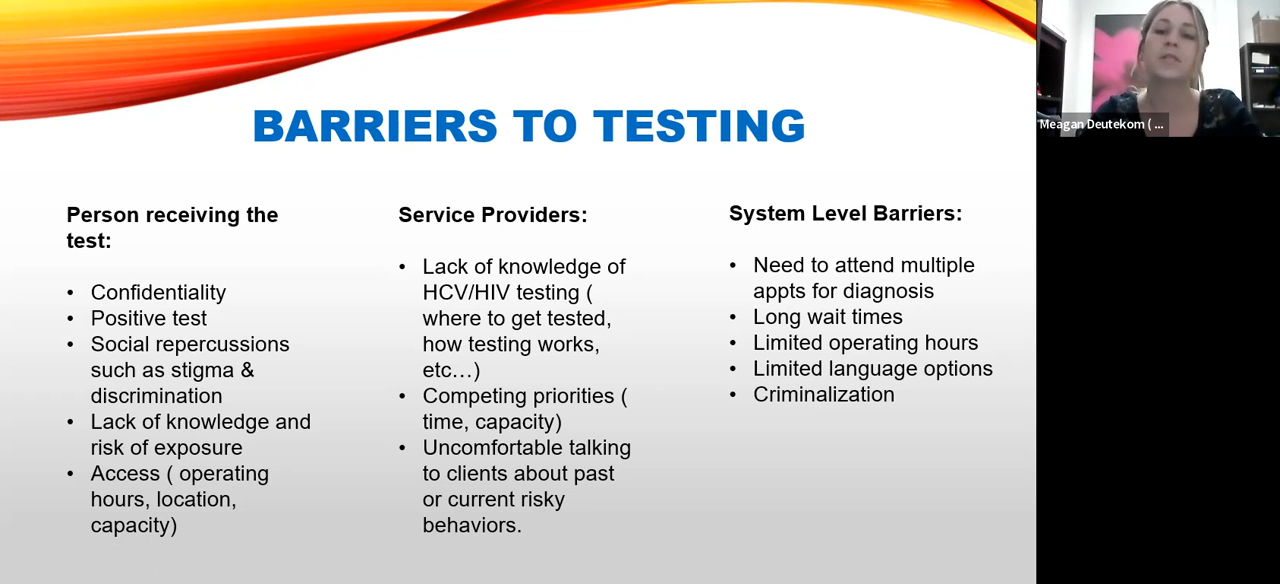 BARRIERS TO TESTING
Person receiving the
test:
• Confidentiality
• Positive test
• Social repercussions
such as stigma &
discrimination
• Lack of knowledge and
risk of exposure
• Access ( operating
hours, location,
capacity)
Service Providers:
• Lack of knowledge of
HCV/HIV testing (
where to get tested,
how testing works,
etc…)
• Competing priorities (
time, capacity)
• Uncomfortable talking
to clients about past
or current risky
behaviors.
System Level Barriers:
• Need to attend multiple
appts for diagnosis
• Long wait times
• Limited operating hours
• Limited language options
• Criminalization
Meagan Deutekom ( ...